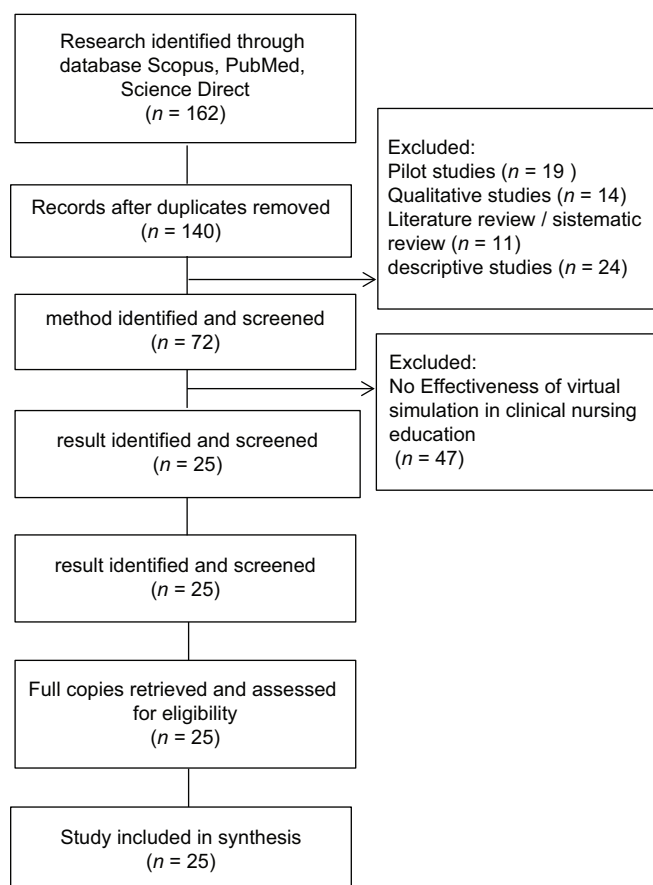 Research identified through
database Scopus, PubMed,
Science Direct
(n = 162)
Records after duplicates removed
(n = 140)
Excluded:
Pilot studies (n = 19 )
Qualitative studies (n = 14)
Literature review / sistematic
review (n = 11)
descriptive studies (n = 24)
method identified and screened
(n = 72)
Excluded:
No Effectiveness of virtual
simulation in clinical nursing
education
(n = 47)
result identified and screened
(n = 25)
result identified and screened
(n = 25)
Full copies retrieved and assessed
for eligibility
(n = 25)
Study included in synthesis
(n = 25)